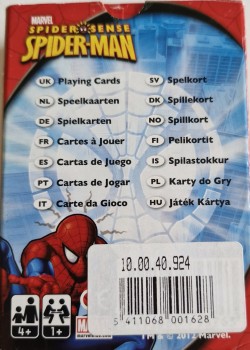 MARVEL
SPIDER SENSE
SPIDER-MAN
UK Playing Cards
NL Speelkaarten
DE Spielkarten
FR Cartes à Jouer
ES Cartas de Juego
PT Cartas de Jogar
IT Carte da Gioco
SV Spelkort
DK Spillekort
NO Spillkort
FI Pelikortit
IS Spilastokkur
PL Karty do Gry
HU Játék Kártya
10.00.40.924
5 411068 001628
4+
1+
TM & © 2012 Marvel.